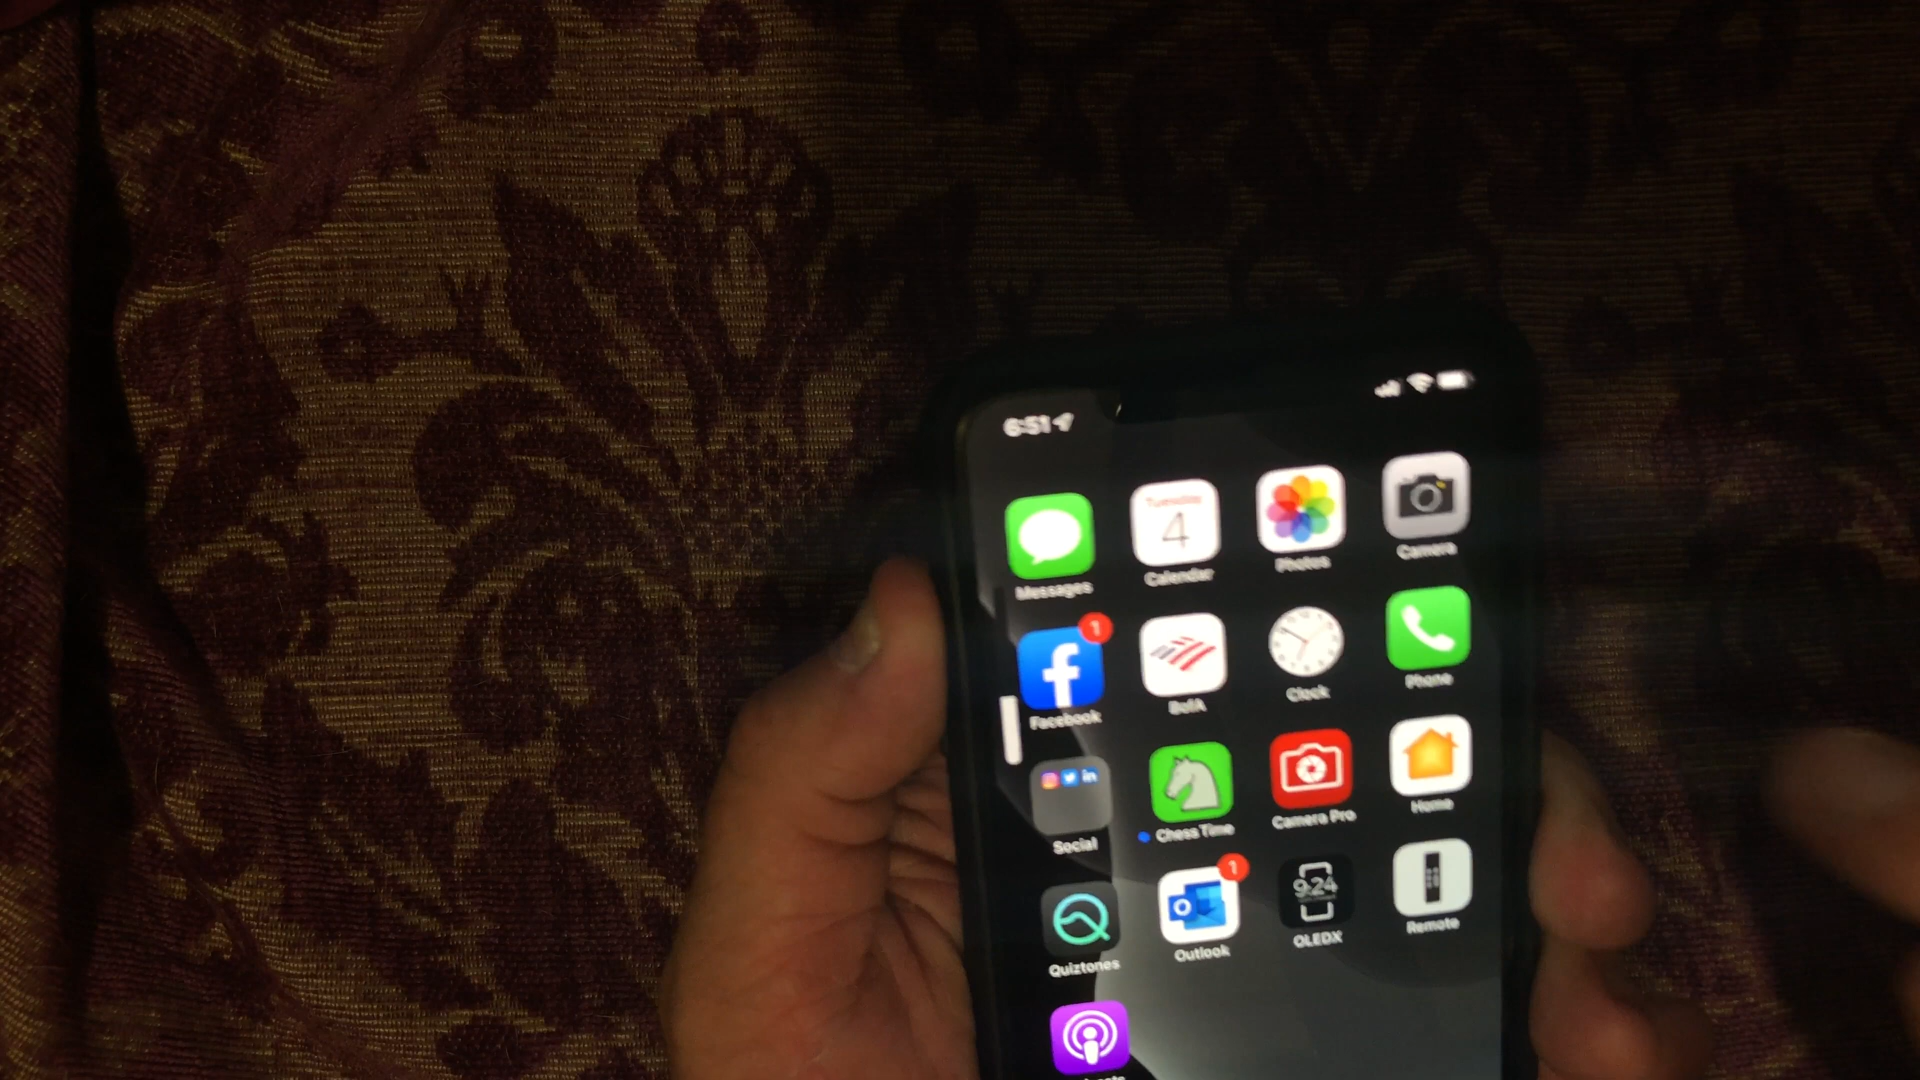 6:51
Tuesday
4
Messages
Calendar
Photos
Camera
1
Facebook
BofA
Clock
Phone
in
Social
Chess Time
Camera Pro
Home
1
9:24
Quiztones
Outlook
OLEDX
Remote